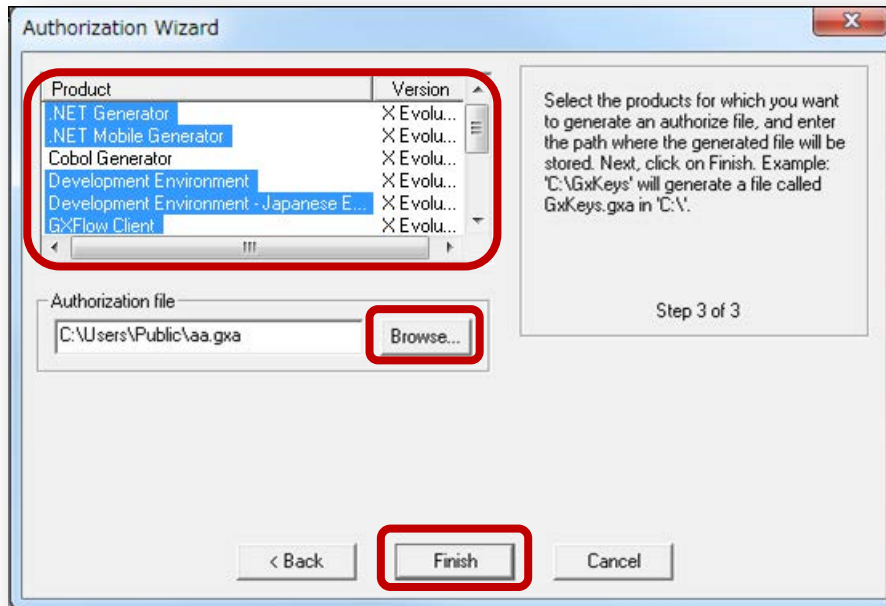 Authorization Wizard
Product Version
.NET Generator X Evolu...
.NET Mobile Generator X Evolu...
Cobol Generator X Evolu...
Development Environment X Evolu...
Development Environment - Japanese E... X Evolu...
GXFlow Client X Evolu...
Select the products for which you want
to generate an authorize file, and enter
the path where the generated file will be
stored. Next, click on Finish. Example:
'C:\GxKeys' will generate a file called
GxKeys.gxa in 'C:\'.
Step 3 of 3
Authorization file
C:\Users\Public\aa.gxa Browse...
< Back Finish Cancel